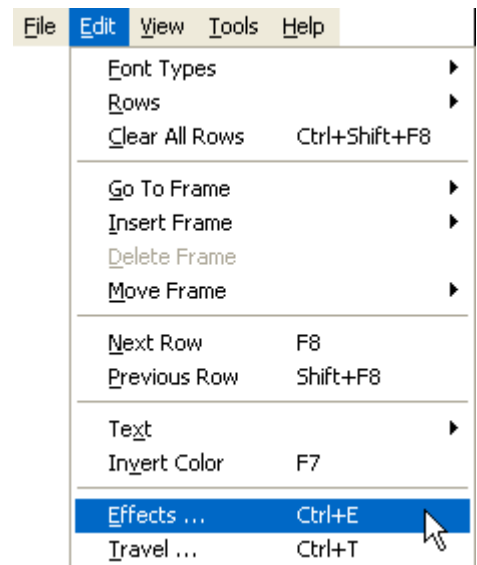 File Edit View Tools Help
Font Types
Rows
Clear All Rows Ctrl+Shift+F8
Go To Frame
Insert Frame
Delete Frame
Move Frame
Next Row F8
Previous Row Shift+F8
Text
Invert Color F7
Effects ... Ctrl+E
Travel ... Ctrl+T